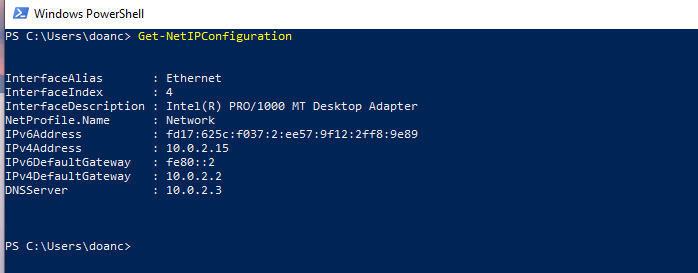 Windows PowerShell
PS C:\Users\doanc> Get-NetIPConfiguration
InterfaceAlias : Ethernet
InterfaceIndex : 4
InterfaceDescription : Intel(R) PRO/1000 MT Desktop Adapter
NetProfile.Name : Network
IPv6Address : fd17:625c:f037:2:ee57:9f12:2ff8:9e89
IPv4Address : 10.0.2.15
IPv6DefaultGateway : fe80::2
IPv4DefaultGateway : 10.0.2.2
DNSServer : 10.0.2.3
PS C:\Users\doanc>